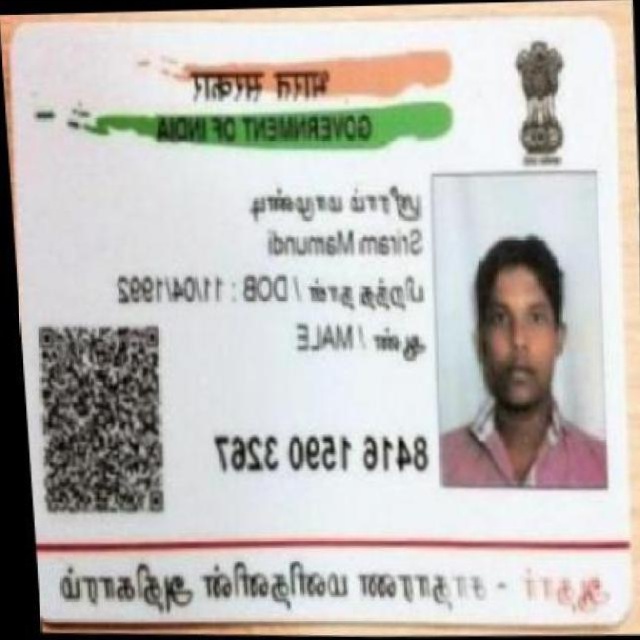 भारत सरकार
GOVERNMENT OF INDIA
ஸ்ரீராம் மாமுண்டி
Sriram Mamundi
பிறந்த நாள் / DOB : 11/04/1992
ஆண் / MALE
8416 1590 3267
ஆதார் - சாதாரண மனிதனின் அதிகாரம்